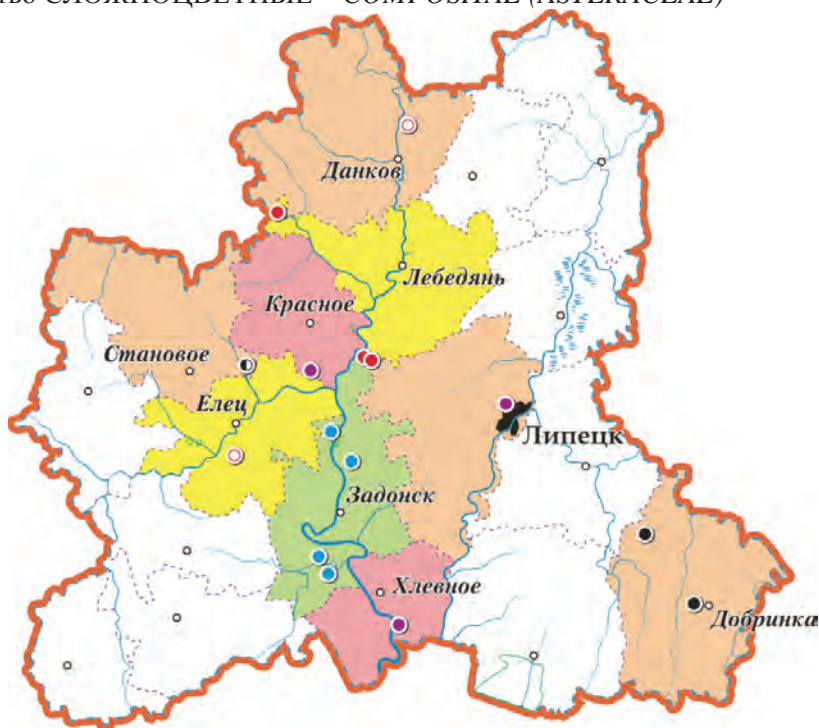 СЛОЖНОЦВЕТНЫЕ – COMPOSITAE (ASTERACEAE)
Данков
Лебедянь
Красное
Становое
Елец
Липецк
Задонск
Хлевное
Добринка